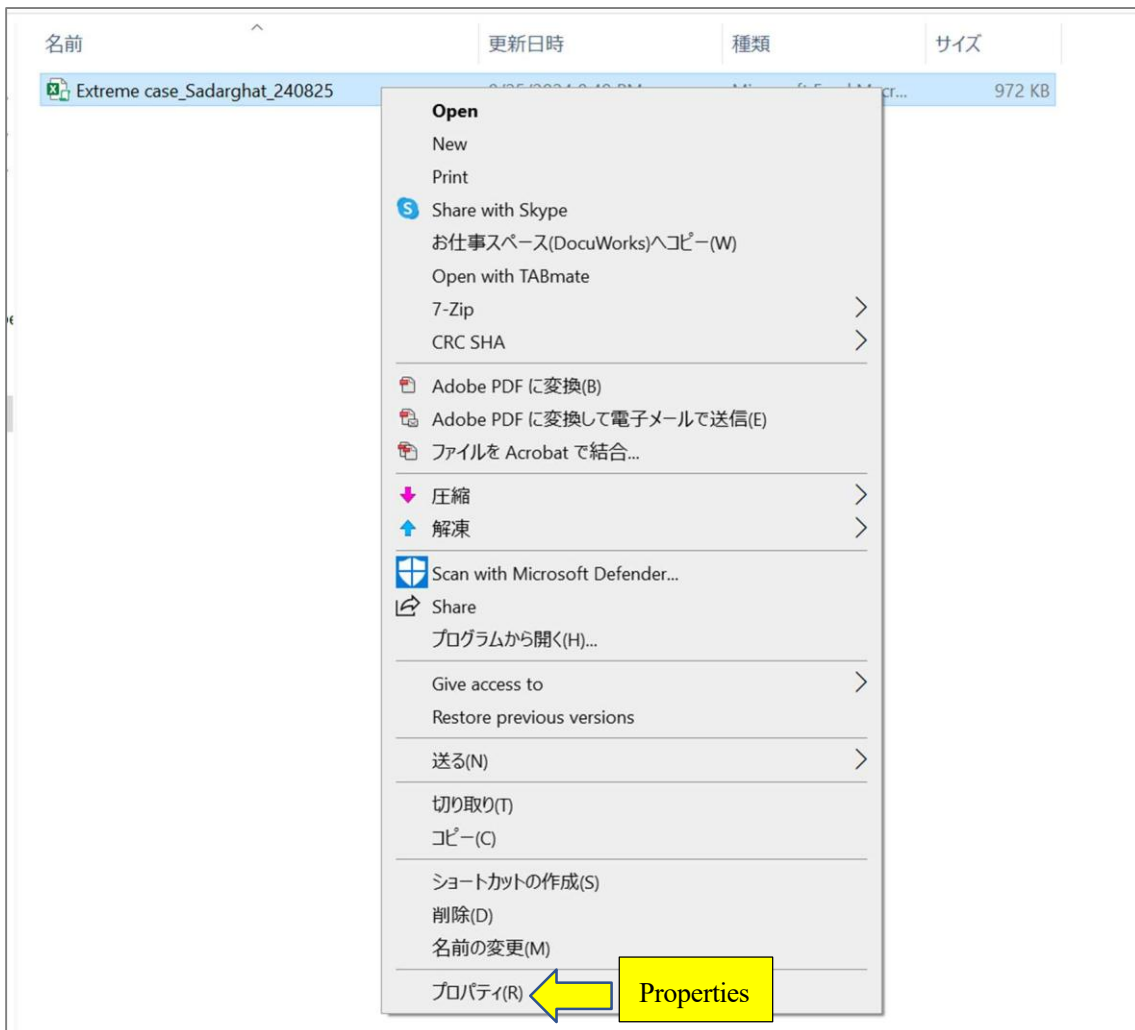 名前 更新日時 種類 サイズ
Extreme case_Sadarghat_240825 cr... 972 KB
Open
New
Print
Share with Skype
お仕事スペース(DocuWorks)へコピー(W)
Open with TABmate
7-Zip
CRC SHA
Adobe PDF に変換(B)
Adobe PDF に変換して電子メールで送信(E)
ファイルを Acrobat で結合...
圧縮
解凍
Scan with Microsoft Defender...
Share
プログラムから開く(H)...
Give access to
Restore previous versions
送る(N)
切り取り(T)
コピー(C)
ショートカットの作成(S)
削除(D)
名前の変更(M)
プロパティ(R) Properties